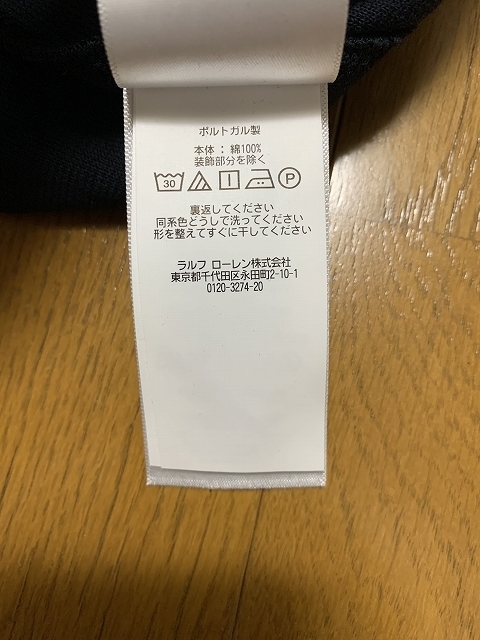 ポルトガル製
本体 : 綿100%
装飾部分を除く
30 P
裏返してください
同系色どうしで洗ってください
形を整えてすぐに干してください
ラルフ ローレン株式会社
東京都千代田区永田町2-10-1
0120-3274-20